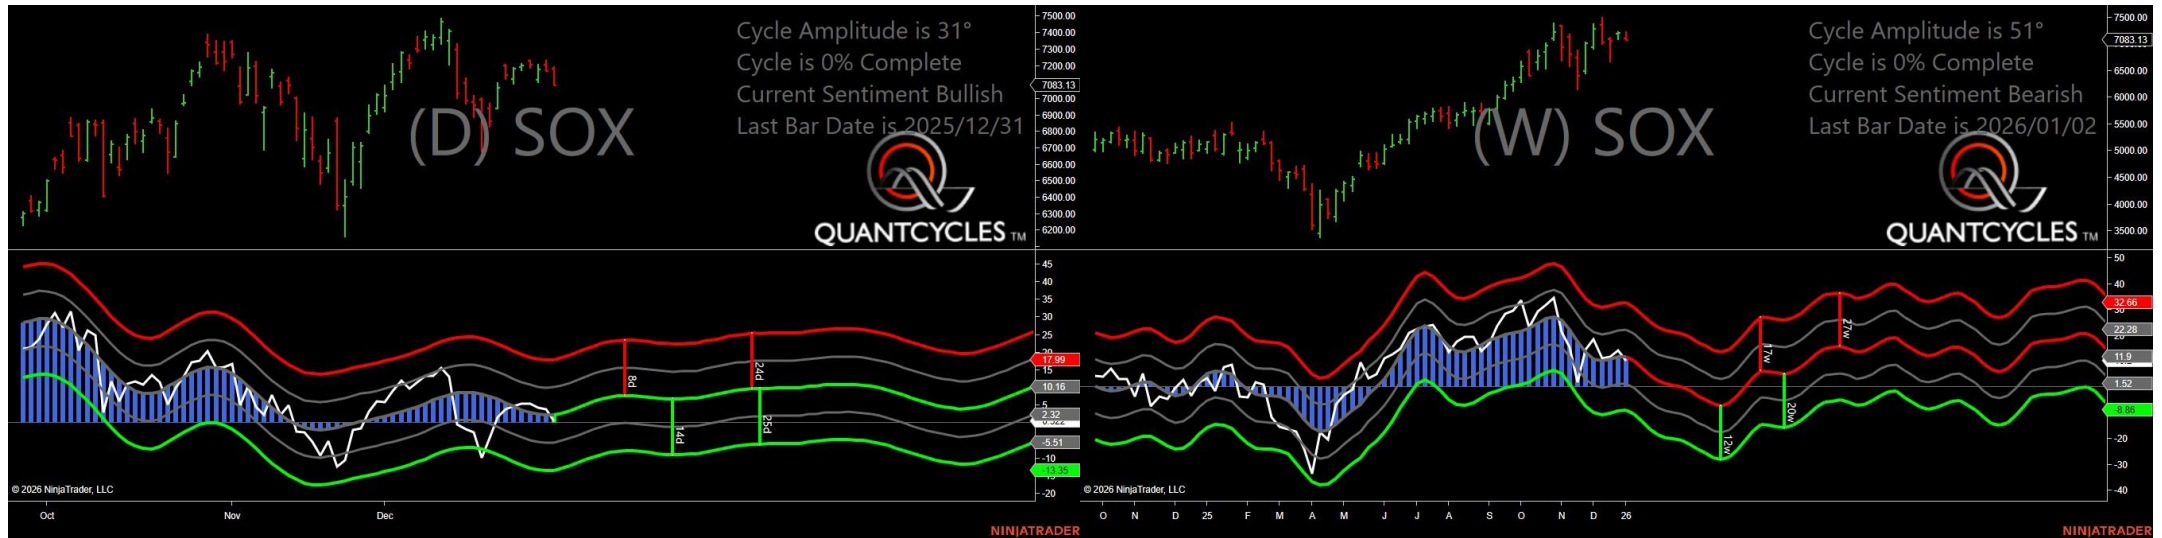 Cycle Amplitude is 31°
Cycle is 0% Complete
Current Sentiment Bullish
Last Bar Date is 2025/12/31
(D) SOX
QUANTCYCLES TM
7500.00
7400.00
7300.00
7200.00
7083.13
7000.00
6900.00
6800.00
6700.00
6600.00
6500.00
6400.00
6300.00
6200.00
45
40
35
30
25
17.99
15
10.16
5
2.32
-5.51
-10
-13.35
-20
8d
14d
24d
25d
© 2026 NinjaTrader, LLC
Oct Nov Dec
NINJATRADER
Cycle Amplitude is 51°
Cycle is 0% Complete
Current Sentiment Bearish
Last Bar Date is 2026/01/02
(W) SOX
QUANTCYCLES TM
7500.00
7083.13
6500.00
6000.00
5500.00
5000.00
4500.00
4000.00
3500.00
50
40
32.66
22.28
11.9
1.52
-8.86
-20
-30
-40
12w
17w
20w
27w
© 2026 NinjaTrader, LLC
O N D 25 F M A M J J A S O N D 26
NINJATRADER